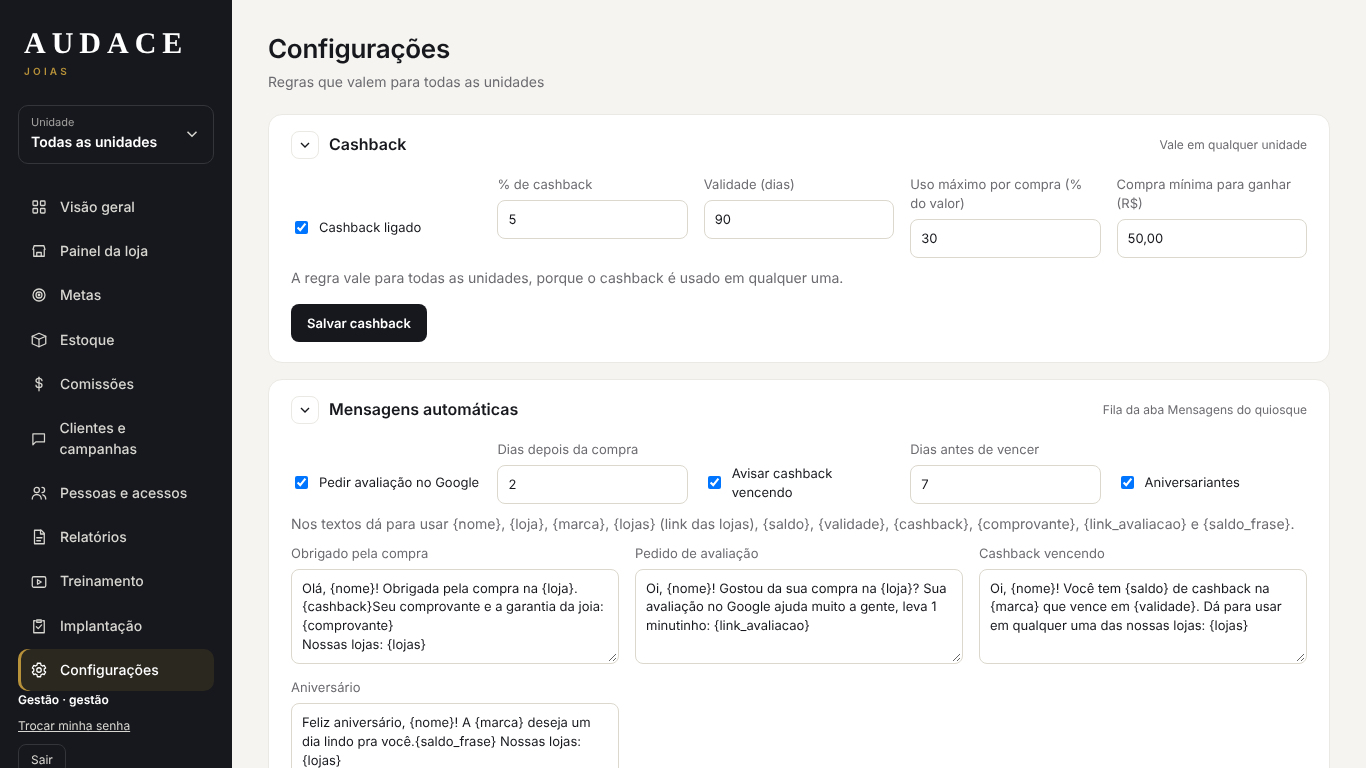 AUDACE
JOIAS
Unidade
Todas as unidades
Visão geral
Painel da loja
Metas
Estoque
Comissões
Clientes e
campanhas
Pessoas e acessos
Relatórios
Treinamento
Implantação
Configurações
Gestão · gestão
Trocar minha senha
Sair
Configurações
Regras que valem para todas as unidades
Cashback
Vale em qualquer unidade
Cashback ligado
% de cashback
5
Validade (dias)
90
Uso máximo por compra (%
do valor)
30
Compra mínima para ganhar
(R$)
50,00
A regra vale para todas as unidades, porque o cashback é usado em qualquer uma.
Salvar cashback
Mensagens automáticas
Fila da aba Mensagens do quiosque
Pedir avaliação no Google
Dias depois da compra
2
Avisar cashback
vencendo
Dias antes de vencer
7
Aniversariantes
Nos textos dá para usar {nome}, {loja}, {marca}, {lojas} (link das lojas), {saldo}, {validade}, {cashback}, {comprovante}, {link_avaliacao} e {saldo_frase}.
Obrigado pela compra
Olá, {nome}! Obrigada pela compra na {loja}.
{cashback}Seu comprovante e a garantia da joia:
{comprovante}
Nossas lojas: {lojas}
Pedido de avaliação
Oi, {nome}! Gostou da sua compra na {loja}? Sua
avaliação no Google ajuda muito a gente, leva 1
minutinho: {link_avaliacao}
Cashback vencendo
Oi, {nome}! Você tem {saldo} de cashback na
{marca} que vence em {validade}. Dá para usar
em qualquer uma das nossas lojas: {lojas}
Aniversário
Feliz aniversário, {nome}! A {marca} deseja um
dia lindo pra você.{saldo_frase} Nossas lojas:
{lojas}